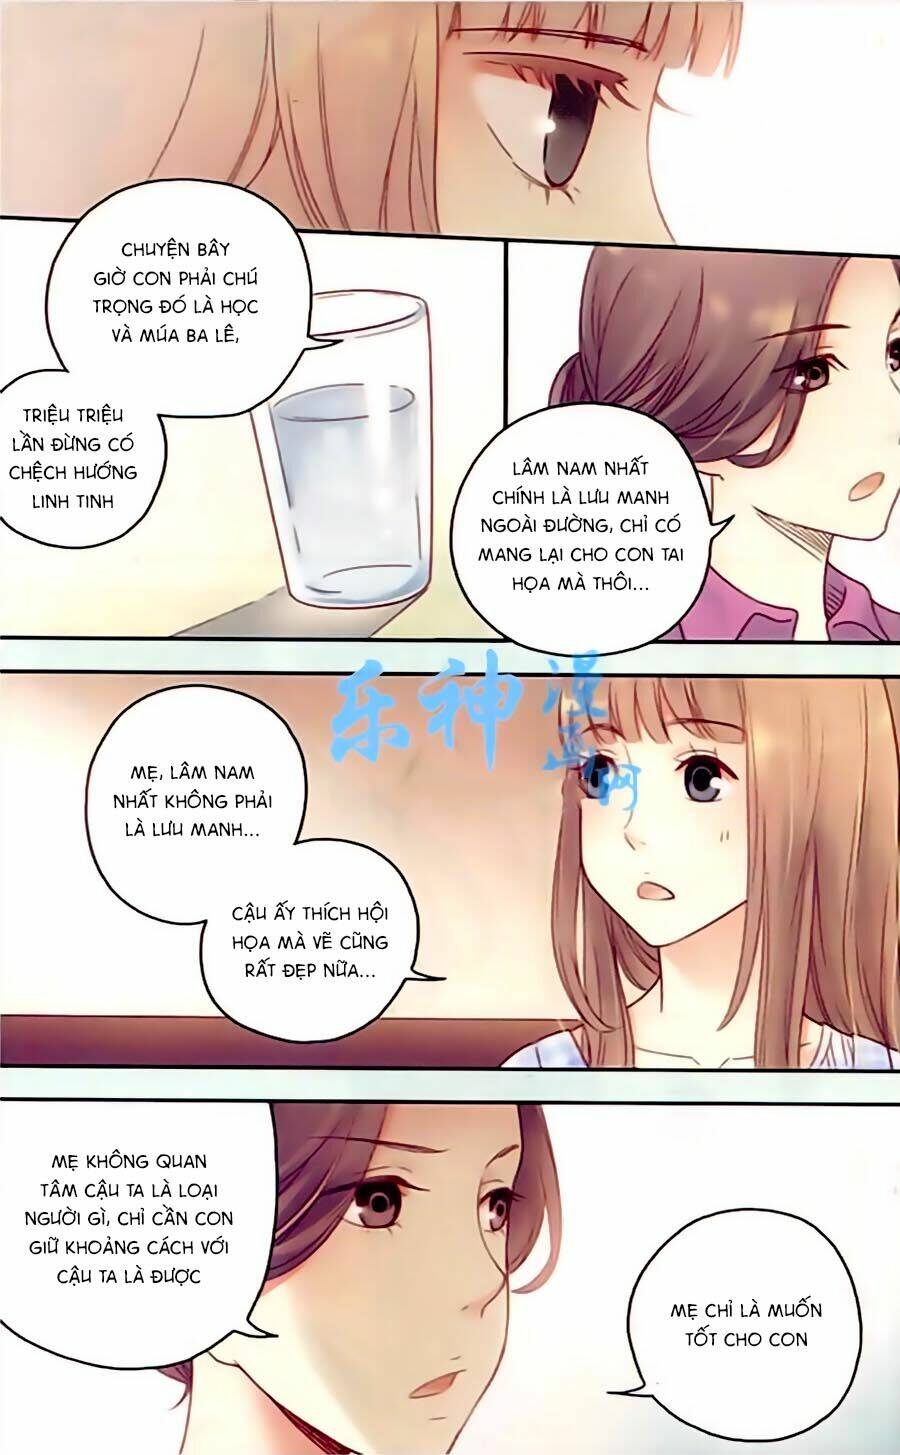 CHUYỆN BÂY
GIỜ CON PHẢI CHÚ
TRỌNG ĐÓ LÀ HỌC
VÀ MÚA BA LÊ,
TRIỆU TRIỆU
LẦN ĐỪNG CÓ
CHỆCH HƯỚNG
LINH TINH
LÂM NAM NHẤT
CHÍNH LÀ LƯU MANH
NGOÀI ĐƯỜNG, CHỈ CÓ
MANG LẠI CHO CON TAI
HỌA MÀ THÔI...
乐神漫画网
MẸ, LÂM NAM
NHẤT KHÔNG PHẢI
LÀ LƯU MANH...
CẬU ẤY THÍCH HỘI
HỌA MÀ VẼ CŨNG
RẤT ĐẸP NỮA...
MẸ KHÔNG QUAN
TÂM CẬU TA LÀ LOẠI
NGƯỜI GÌ, CHỈ CẦN CON
GIỮ KHOẢNG CÁCH VỚI
CẬU TA LÀ ĐƯỢC
MẸ CHỈ LÀ MUỐN
TỐT CHO CON